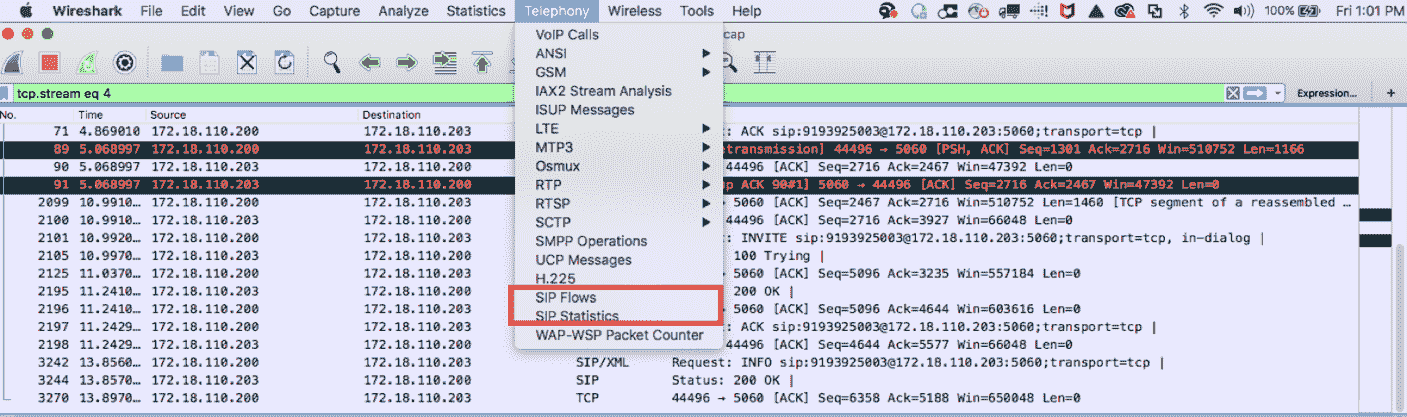 Wireshark File Edit View Go Capture Analyze Statistics Telephony Wireless Tools Help 100% Fri 1:01 PM
cap
VoIP Calls
ANSI
GSM
IAX2 Stream Analysis
ISUP Messages
LTE
MTP3
Osmux
RTP
RTSP
SCTP
SMPP Operations
UCP Messages
H.225
SIP Flows
SIP Statistics
WAP-WSP Packet Counter
tcp.stream eq 4 Expression... +
No. Time Source Destination
71 4.869010 172.18.110.200 172.18.110.203 t: ACK sip:9193925003@172.18.110.203:5060;transport=tcp |
89 5.068997 172.18.110.200 172.18.110.203 etransmission] 44496 → 5060 [PSH, ACK] Seq=1301 Ack=2716 Win=510752 Len=1166
90 5.068997 172.18.110.203 172.18.110.200 44496 [ACK] Seq=2716 Ack=2467 Win=47392 Len=0
91 5.068997 172.18.110.203 172.18.110.200 p ACK 90#1] 5060 → 44496 [ACK] Seq=2716 Ack=2467 Win=47392 Len=0
2099 10.9910... 172.18.110.200 172.18.110.203 → 5060 [ACK] Seq=2467 Ack=2716 Win=510752 Len=1460 [TCP segment of a reassembled ...
2100 10.9910... 172.18.110.203 172.18.110.200 44496 [ACK] Seq=2716 Ack=3927 Win=66048 Len=0
2101 10.9920... 172.18.110.200 172.18.110.203 t: INVITE sip:9193925003@172.18.110.203:5060;transport=tcp, in-dialog |
2105 10.9970... 172.18.110.203 172.18.110.200 100 Trying |
2125 11.0370... 172.18.110.200 172.18.110.203 → 5060 [ACK] Seq=5096 Ack=3235 Win=557184 Len=0
2195 11.2410... 172.18.110.203 172.18.110.200 200 OK |
2196 11.2410... 172.18.110.200 172.18.110.203 → 5060 [ACK] Seq=5096 Ack=4644 Win=603616 Len=0
2197 11.2429... 172.18.110.200 172.18.110.203 t: ACK sip:9193925003@172.18.110.203:5060;transport=tcp |
2198 11.2429... 172.18.110.203 172.18.110.200 44496 [ACK] Seq=4644 Ack=5577 Win=66048 Len=0
3242 13.8560... 172.18.110.200 172.18.110.203 SIP/XML Request: INFO sip:9193925003@172.18.110.203:5060;transport=tcp |
3244 13.8570... 172.18.110.203 172.18.110.200 SIP Status: 200 OK |
3270 13.8970... 172.18.110.200 172.18.110.203 TCP 44496 → 5060 [ACK] Seq=6358 Ack=5188 Win=650048 Len=0